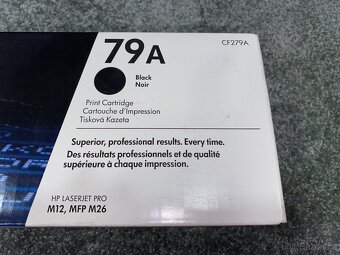 79A
CF279A
Black
Noir
Print Cartridge
Cartouche d'Impression
Tisková Kazeta
Superior, professional results. Every time.
Des résultats professionnels et de qualité
supérieure à chaque impression.
HP LASERJET PRO
M12, MFP M26